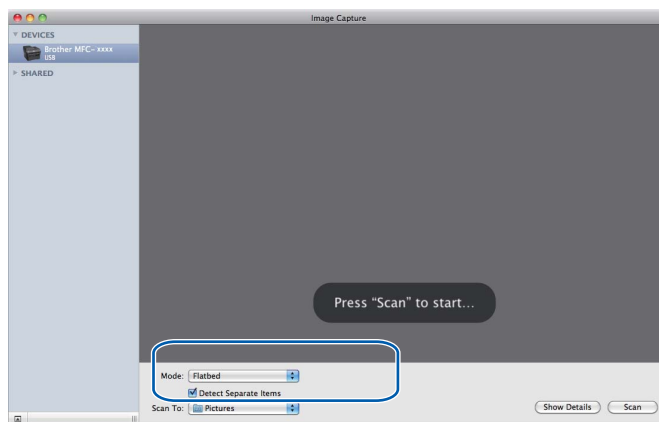 Image Capture
DEVICES
Brother MFC- xxxx
USB
SHARED
Press “Scan” to start...
Mode: Flatbed
Detect Separate Items
Scan To: Pictures
Show Details Scan